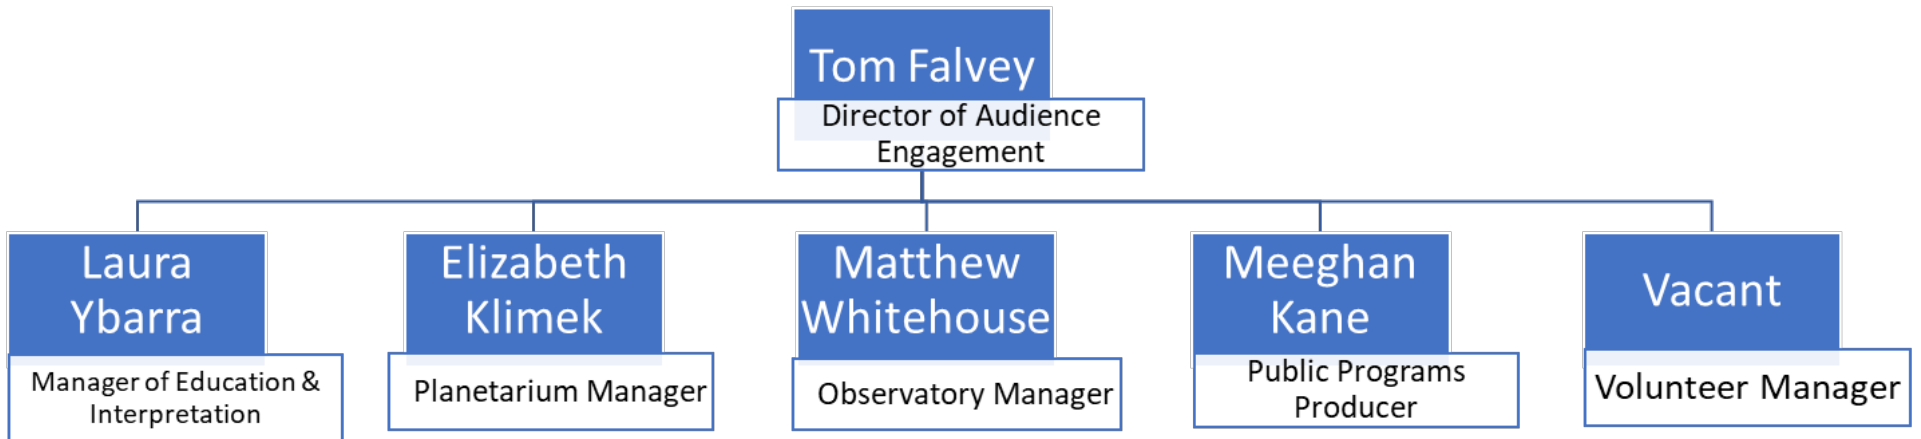 Tom Falvey
Director of Audience
Engagement
Laura
Ybarra
Manager of Education &
Interpretation
Elizabeth
Klimek
Planetarium Manager
Matthew
Whitehouse
Observatory Manager
Meeghan
Kane
Public Programs
Producer
Vacant
Volunteer Manager